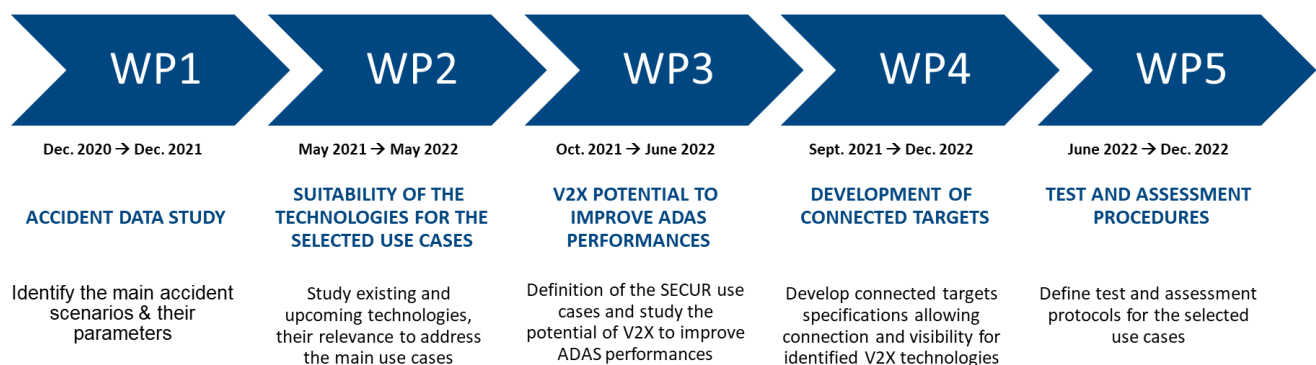 WP1
Dec. 2020 → Dec. 2021
ACCIDENT DATA STUDY
Identify the main accident
scenarios & their
parameters
WP2
May 2021 → May 2022
SUITABILITY OF THE
TECHNOLOGIES FOR THE
SELECTED USE CASES
Study existing and
upcoming technologies,
their relevance to address
the main use cases
WP3
Oct. 2021 → June 2022
V2X POTENTIAL TO
IMPROVE ADAS
PERFORMANCES
Definition of the SECUR use
cases and study the
potential of V2X to improve
ADAS performances
WP4
Sept. 2021 → Dec. 2022
DEVELOPMENT OF
CONNECTED TARGETS
Develop connected targets
specifications allowing
connection and visibility for
identified V2X technologies
WP5
June 2022 → Dec. 2022
TEST AND ASSESSMENT
PROCEDURES
Define test and assessment
protocols for the selected
use cases